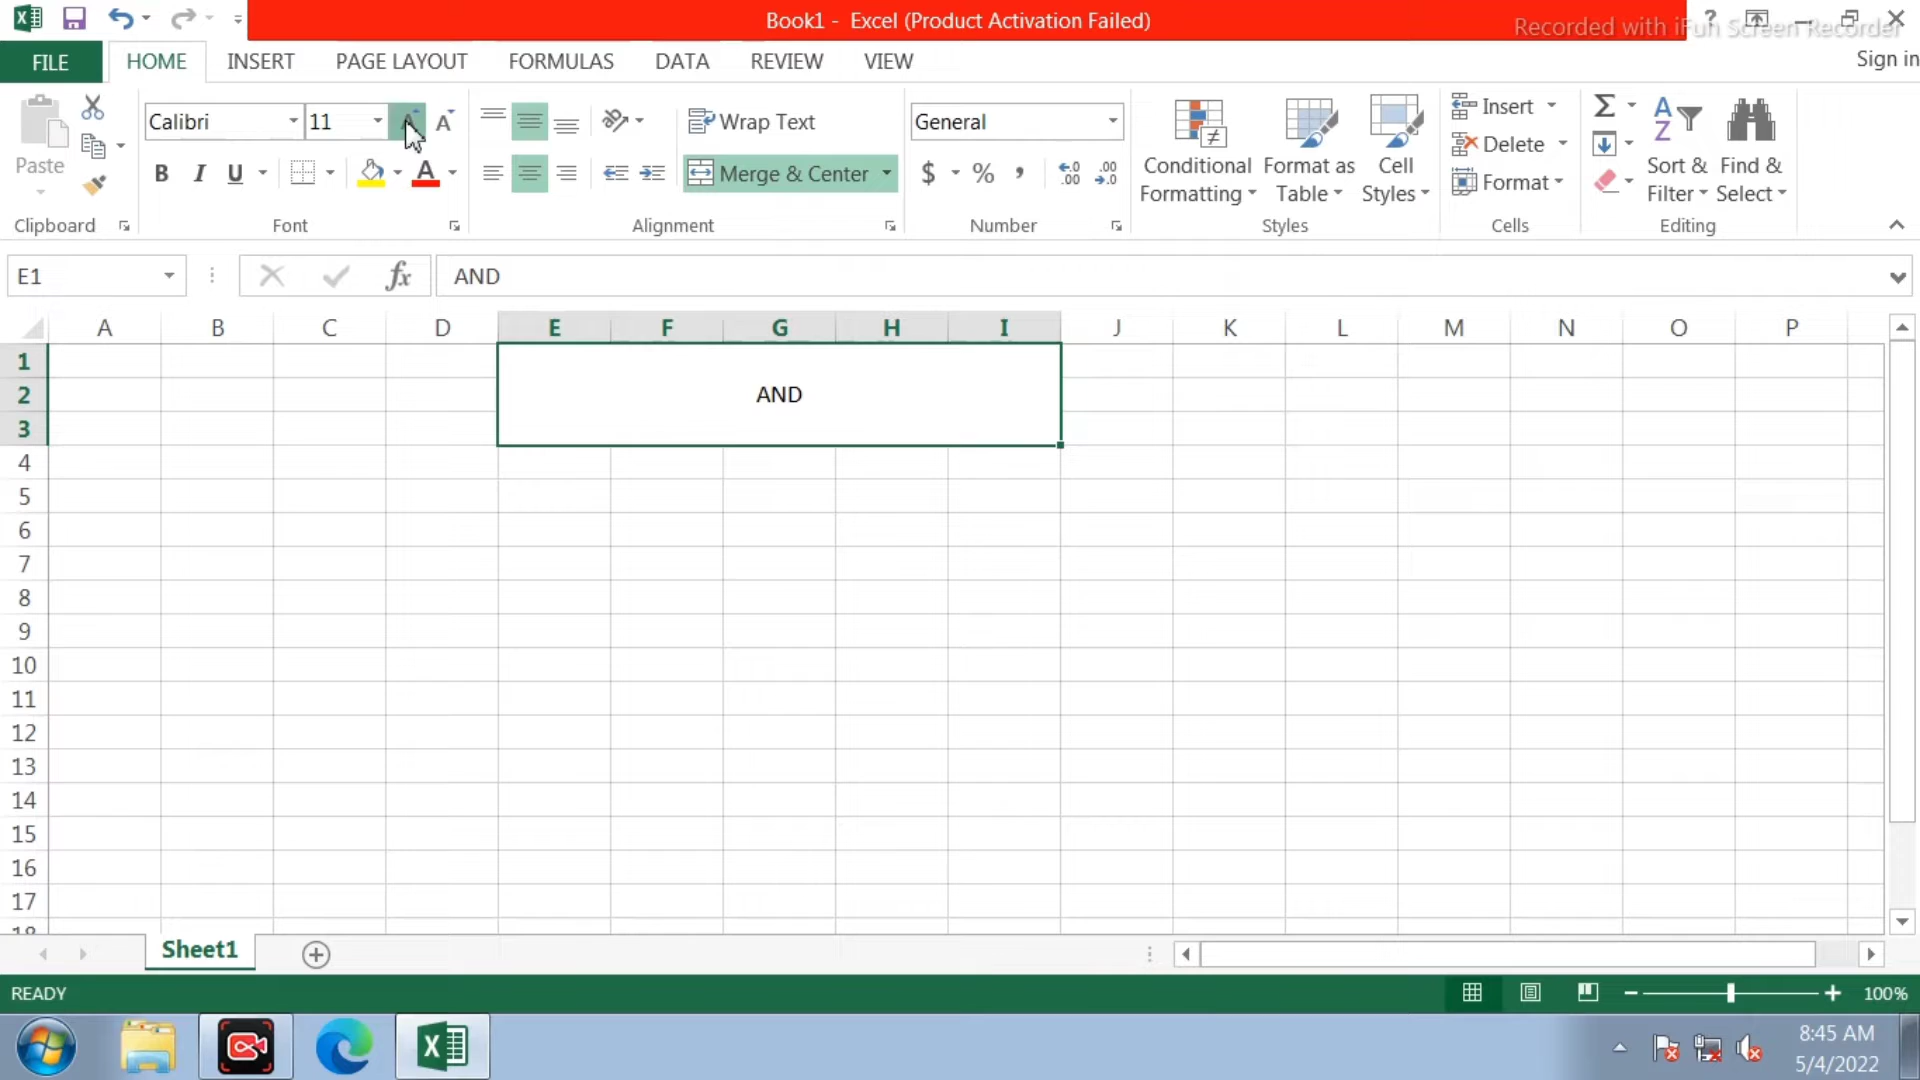 Book1 - Excel (Product Activation Failed)
Recorded with iFun Screen Recorder
FILE HOME INSERT PAGE LAYOUT FORMULAS DATA REVIEW VIEW
Sign in
Calibri 11 Wrap Text General
Insert
Delete
Format
Paste
B I U Merge & Center $ % ,
Conditional Formatting
Format as Table
Cell Styles
Sort & Filter
Find & Select
Clipboard Font Alignment Number Styles Cells Editing
E1 fx AND
A B C D E F G H I J K L M N O P
1
2 AND
3
4
5
6
7
8
9
10
11
12
13
14
15
16
17
18
Sheet1
READY 100%
8:45 AM
5/4/2022